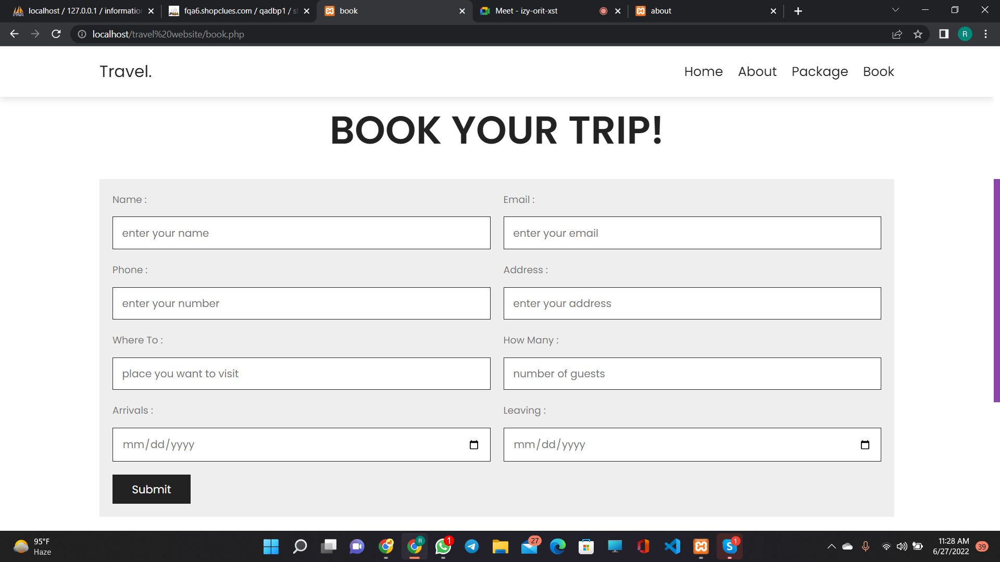 localhost / 127.0.0.1 / information
fqa6.shopclues.com / qadbp1 / s
book
Meet - izy-orit-xst
about
localhost/travel%20website/book.php
R
Travel.
Home About Package Book
BOOK YOUR TRIP!
Name : Email :
enter your name enter your email
Phone : Address :
enter your number enter your address
Where To : How Many :
place you want to visit number of guests
Arrivals : Leaving :
mm/dd/yyyy mm/dd/yyyy
Submit
95°F
Haze
R
1
27
1
11:28 AM
6/27/2022
39